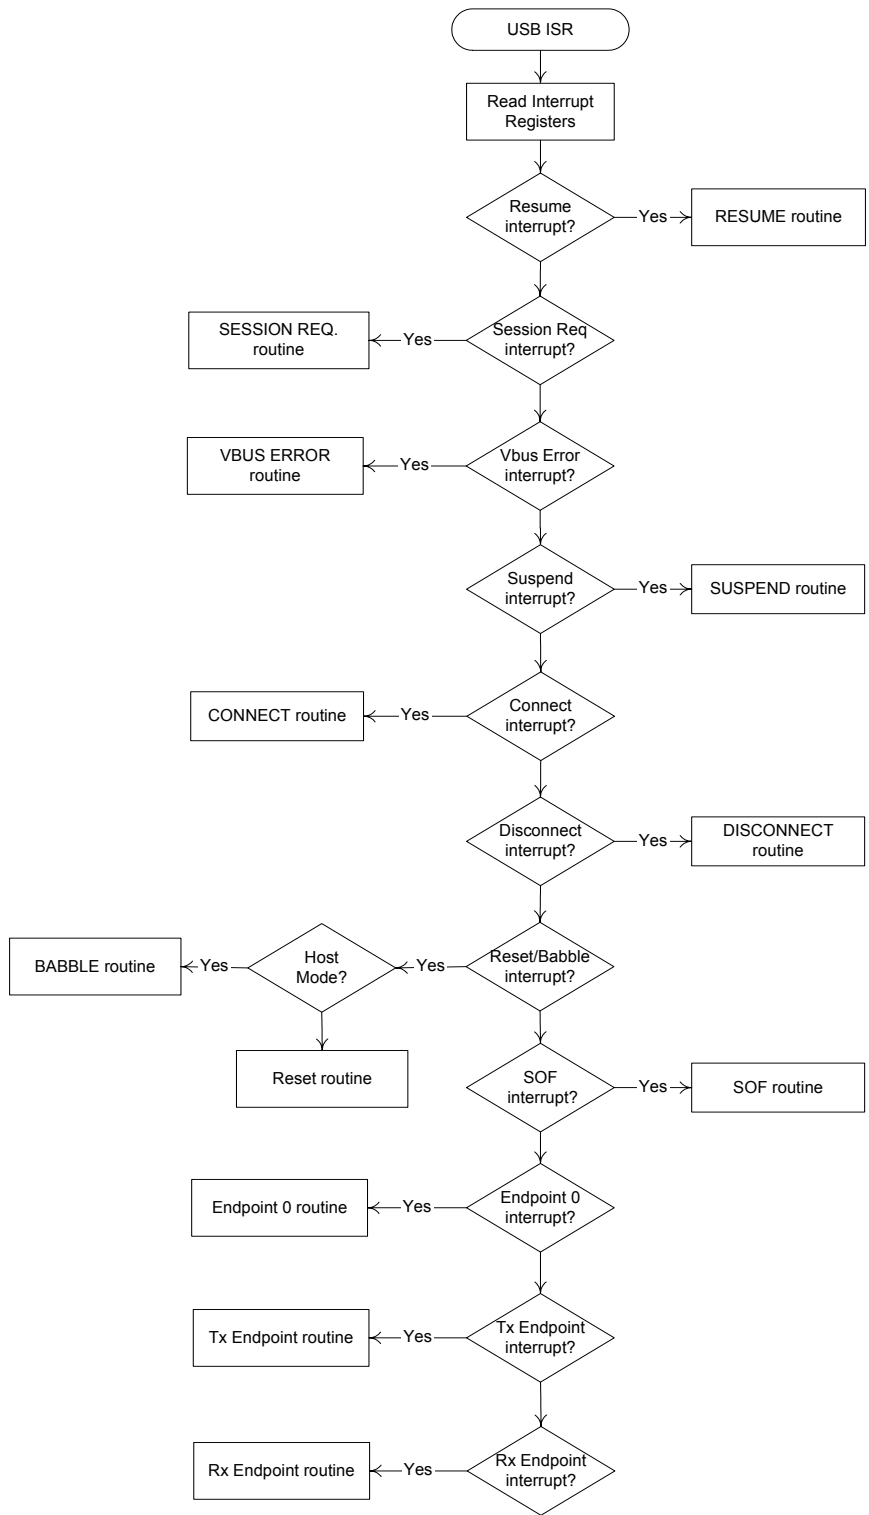 USB ISR
Read Interrupt
Registers
Resume
interrupt?
Yes
RESUME routine
SESSION REQ.
routine
Yes
Session Req
interrupt?
VBUS ERROR
routine
Yes
Vbus Error
interrupt?
Suspend
interrupt?
Yes
SUSPEND routine
CONNECT routine
Yes
Connect
interrupt?
Disconnect
interrupt?
Yes
DISCONNECT
routine
BABBLE routine
Yes
Host
Mode?
Yes
Reset/Babble
interrupt?
Reset routine
SOF
interrupt?
Yes
SOF routine
Endpoint 0 routine
Yes
Endpoint 0
interrupt?
Tx Endpoint routine
Yes
Tx Endpoint
interrupt?
Rx Endpoint routine
Yes
Rx Endpoint
interrupt?